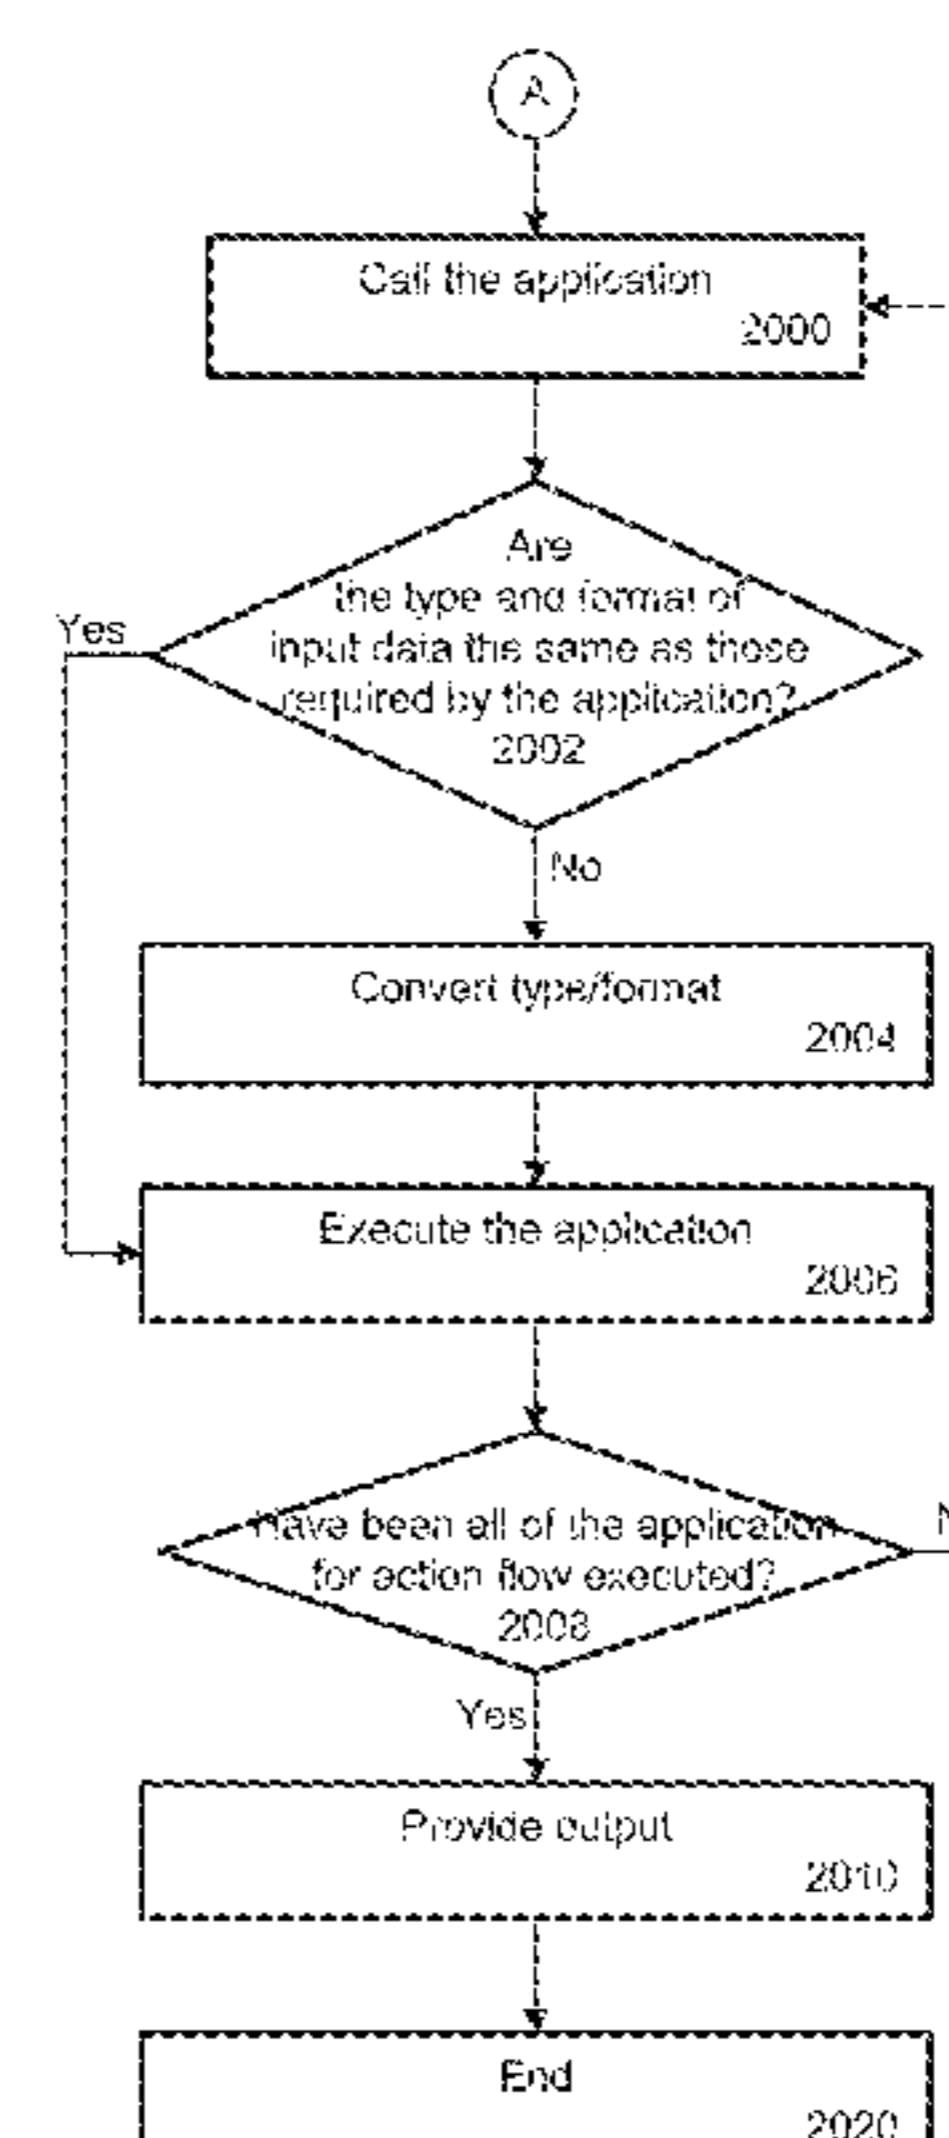 A
Call the application
2000
Are
the type and format of
input data the same as those
required by the application?
2002
Yes
No
Convert type/format
2004
Execute the application
2006
Have been all of the application
for action flow executed?
2008
Yes
Provide output
2010
End
2020